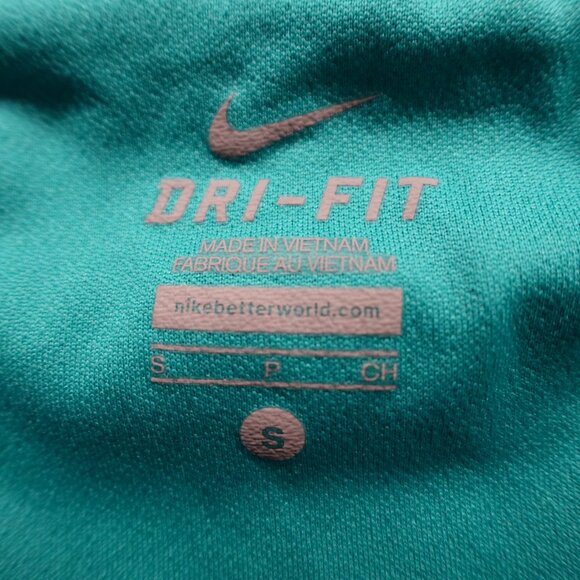 DRI-FIT
MADE IN VIETNAM
FABRIQUE AU VIETNAM
nikebetterworld.com
S P CH
S